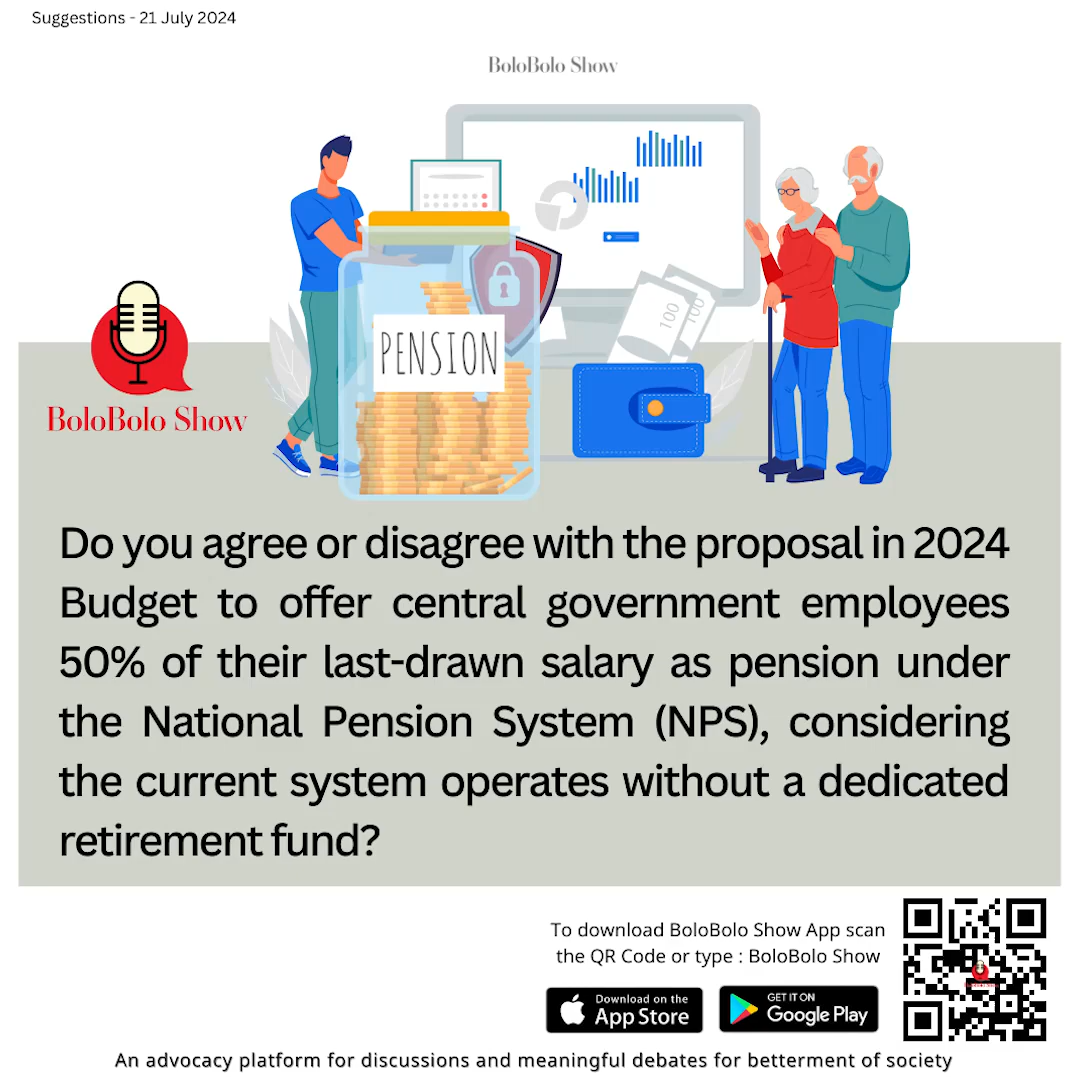 Suggestions - 21 July 2024
BoloBolo Show
100
100
PENSION
BoloBolo Show
Do you agree or disagree with the proposal in 2024
Budget to offer central government employees
50% of their last-drawn salary as pension under
the National Pension System (NPS), considering
the current system operates without a dedicated
retirement fund?
To download BoloBolo Show App scan
the QR Code or type : BoloBolo Show
Download on the
App Store
GET IT ON
Google Play
An advocacy platform for discussions and meaningful debates for betterment of society